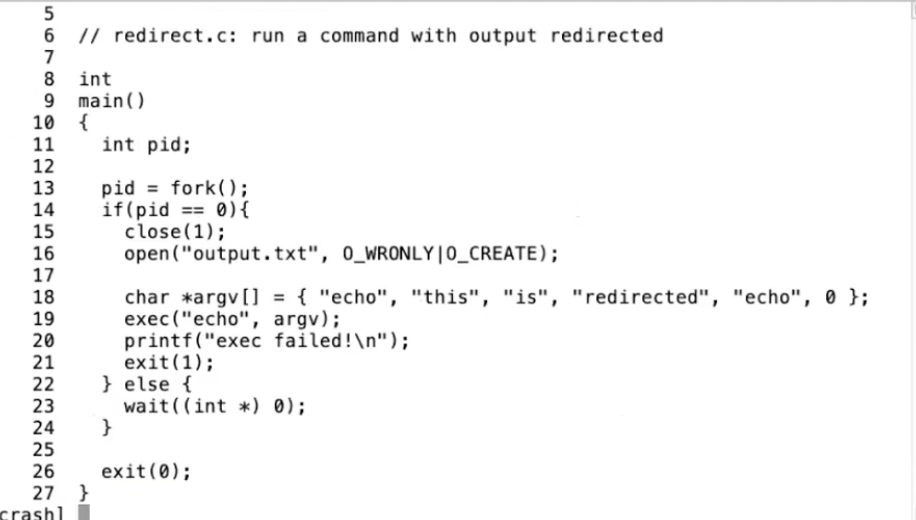 5
6 // redirect.c: run a command with output redirected
7
8 int
9 main()
10 {
11 int pid;
12
13 pid = fork();
14 if(pid == 0){
15 close(1);
16 open("output.txt", O_WRONLY|O_CREATE);
17
18 char *argv[] = { "echo", "this", "is", "redirected", "echo", 0 };
19 exec("echo", argv);
20 printf("exec failed!\n");
21 exit(1);
22 } else {
23 wait((int *) 0);
24 }
25
26 exit(0);
27 }
crash]